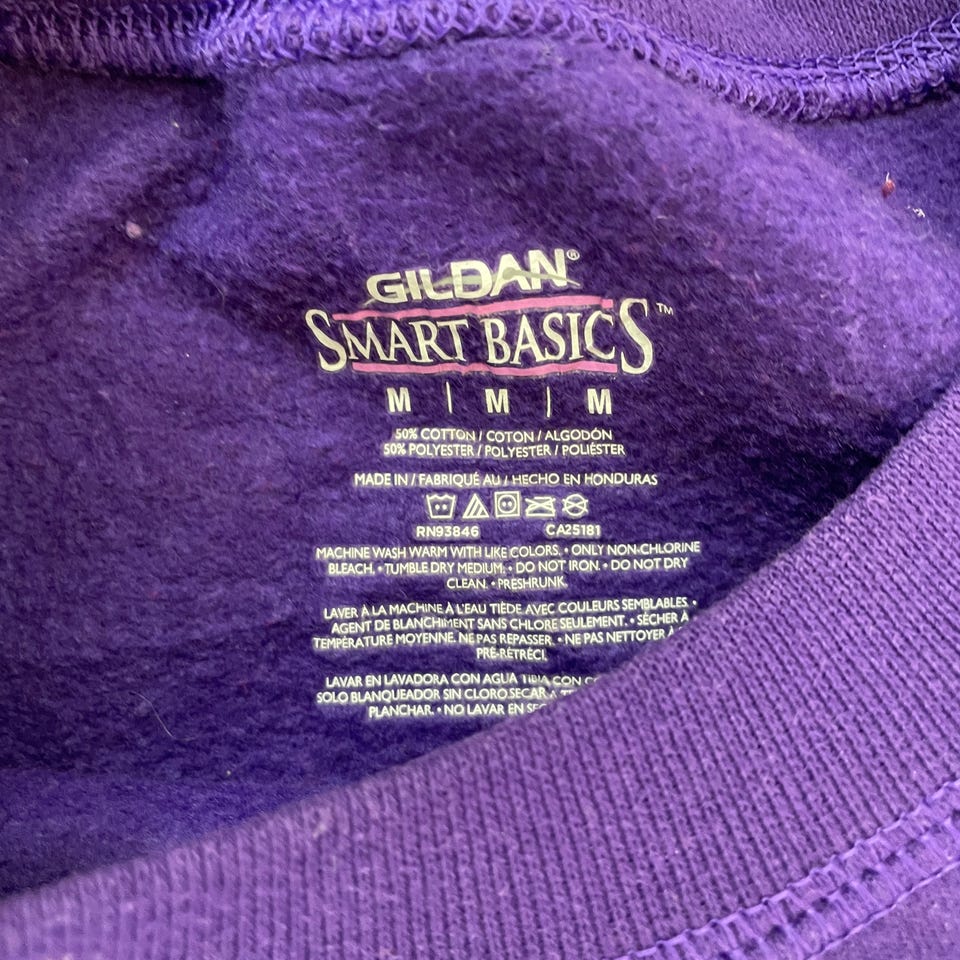 GILDAN®
SMART BASICS™
M | M | M
50% COTTON / COTON / ALGODÓN
50% POLYESTER / POLYESTER / POLIÉSTER
MADE IN / FABRIQUÉ AU / HECHO EN HONDURAS
RN93846 CA25181
MACHINE WASH WARM WITH LIKE COLORS. • ONLY NON-CHLORINE
BLEACH. • TUMBLE DRY MEDIUM. • DO NOT IRON. • DO NOT DRY
CLEAN. • PRESHRUNK.
LAVER À LA MACHINE À L'EAU TIÈDE AVEC COULEURS SEMBLABLES. •
AGENT DE BLANCHIMENT SANS CHLORE SEULEMENT. • SÉCHER À
TEMPÉRATURE MOYENNE. NE PAS REPASSER. • NE PAS NETTOYER À
PRÉ-RÉTRÉCI.
LAVAR EN LAVADORA CON AGUA TIBIA CON
SOLO BLANQUEADOR SIN CLORO SECAR A
PLANCHAR. • NO LAVAR EN